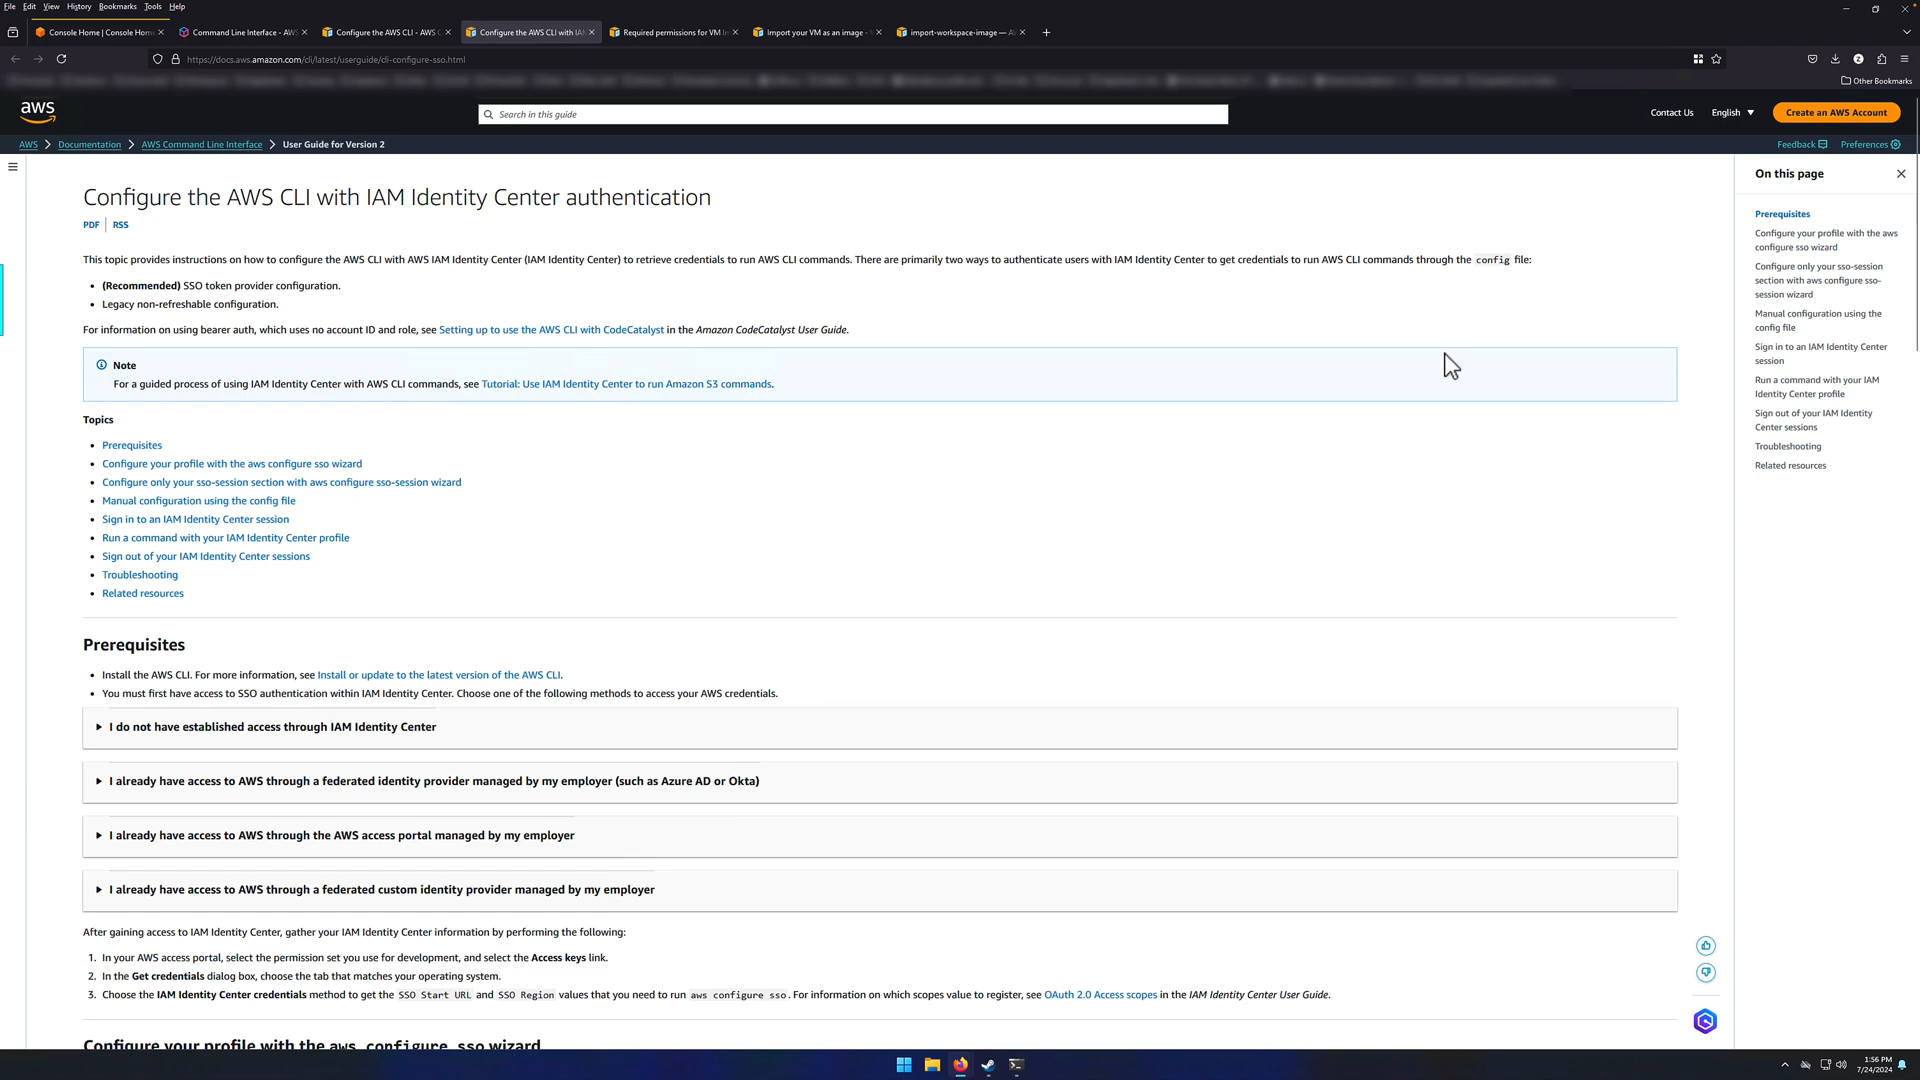 File Edit View History Bookmarks Tools Help
Console Home | Console Hom
Command Line Interface - AWS
Configure the AWS CLI - AWS C
Configure the AWS CLI with IAM
Required permissions for VM In
Import your VM as an image - V
import-workspace-image — AW
https://docs.aws.amazon.com/cli/latest/userguide/cli-configure-sso.html
Other Bookmarks
aws
Search in this guide
Contact Us
English
Create an AWS Account
AWS > Documentation > AWS Command Line Interface > User Guide for Version 2
Feedback
Preferences
Configure the AWS CLI with IAM Identity Center authentication
PDF | RSS
This topic provides instructions on how to configure the AWS CLI with AWS IAM Identity Center (IAM Identity Center) to retrieve credentials to run AWS CLI commands. There are primarily two ways to authenticate users with IAM Identity Center to get credentials to run AWS CLI commands through the config file:
• (Recommended) SSO token provider configuration.
• Legacy non-refreshable configuration.
For information on using bearer auth, which uses no account ID and role, see Setting up to use the AWS CLI with CodeCatalyst in the Amazon CodeCatalyst User Guide.
Note
For a guided process of using IAM Identity Center with AWS CLI commands, see Tutorial: Use IAM Identity Center to run Amazon S3 commands.
Topics
• Prerequisites
• Configure your profile with the aws configure sso wizard
• Configure only your sso-session section with aws configure sso-session wizard
• Manual configuration using the config file
• Sign in to an IAM Identity Center session
• Run a command with your IAM Identity Center profile
• Sign out of your IAM Identity Center sessions
• Troubleshooting
• Related resources
Prerequisites
• Install the AWS CLI. For more information, see Install or update to the latest version of the AWS CLI.
• You must first have access to SSO authentication within IAM Identity Center. Choose one of the following methods to access your AWS credentials.
I do not have established access through IAM Identity Center
I already have access to AWS through a federated identity provider managed by my employer (such as Azure AD or Okta)
I already have access to AWS through the AWS access portal managed by my employer
I already have access to AWS through a federated custom identity provider managed by my employer
After gaining access to IAM Identity Center, gather your IAM Identity Center information by performing the following:
1. In your AWS access portal, select the permission set you use for development, and select the Access keys link.
2. In the Get credentials dialog box, choose the tab that matches your operating system.
3. Choose the IAM Identity Center credentials method to get the SSO Start URL and SSO Region values that you need to run aws configure sso. For information on which scopes value to register, see OAuth 2.0 Access scopes in the IAM Identity Center User Guide.
Configure your profile with the aws configure sso wizard
On this page
Prerequisites
Configure your profile with the aws
configure sso wizard
Configure only your sso-session
section with aws configure sso-
session wizard
Manual configuration using the
config file
Sign in to an IAM Identity Center
session
Run a command with your IAM
Identity Center profile
Sign out of your IAM Identity
Center sessions
Troubleshooting
Related resources
1:56 PM
7/24/2024